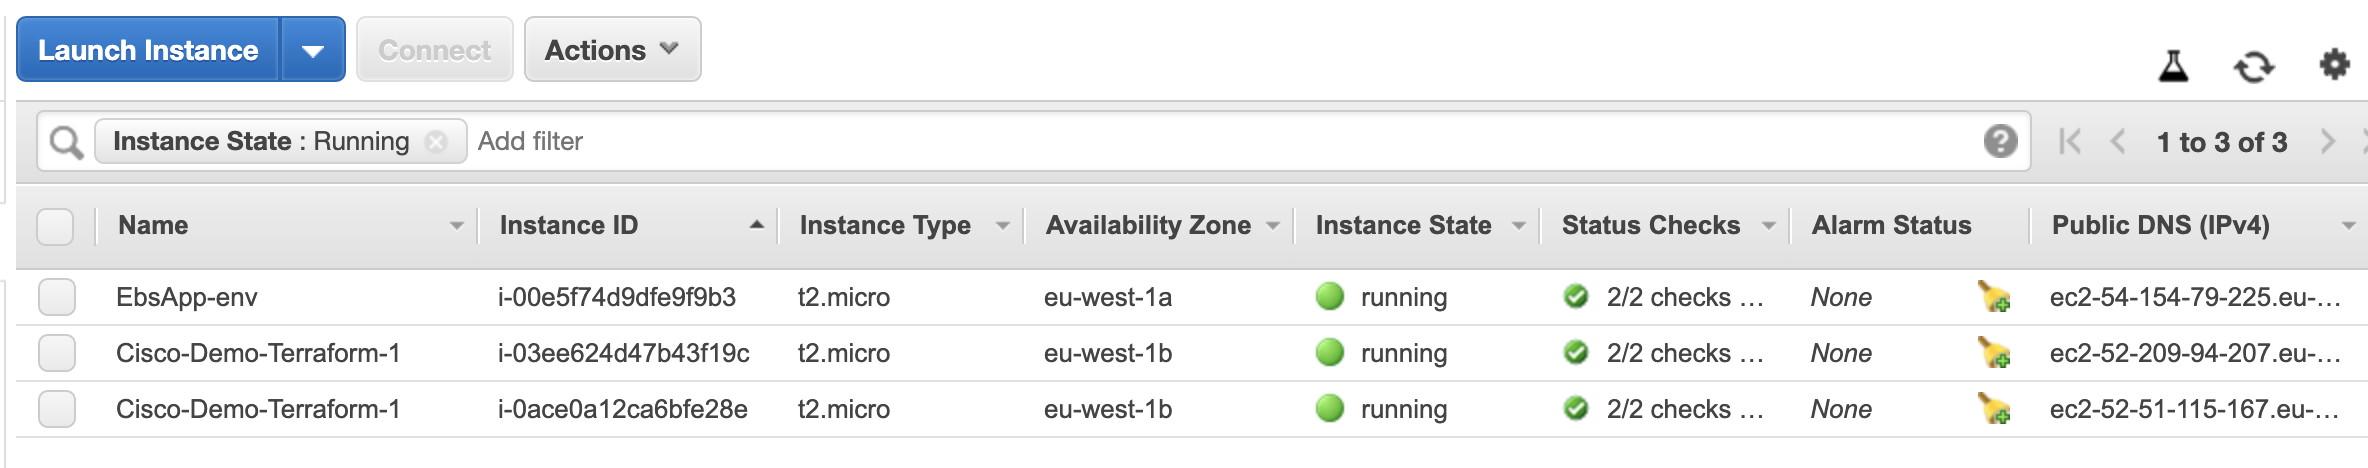 Launch Instance Connect Actions
Instance State : Running Add filter ? 1 to 3 of 3
Name Instance ID Instance Type Availability Zone Instance State Status Checks Alarm Status Public DNS (IPv4)
EbsApp-env i-00e5f74d9dfe9f9b3 t2.micro eu-west-1a running 2/2 checks … None ec2-54-154-79-225.eu-…
Cisco-Demo-Terraform-1 i-03ee624d47b43f19c t2.micro eu-west-1b running 2/2 checks … None ec2-52-209-94-207.eu-…
Cisco-Demo-Terraform-1 i-0ace0a12ca6bfe28e t2.micro eu-west-1b running 2/2 checks … None ec2-52-51-115-167.eu-…